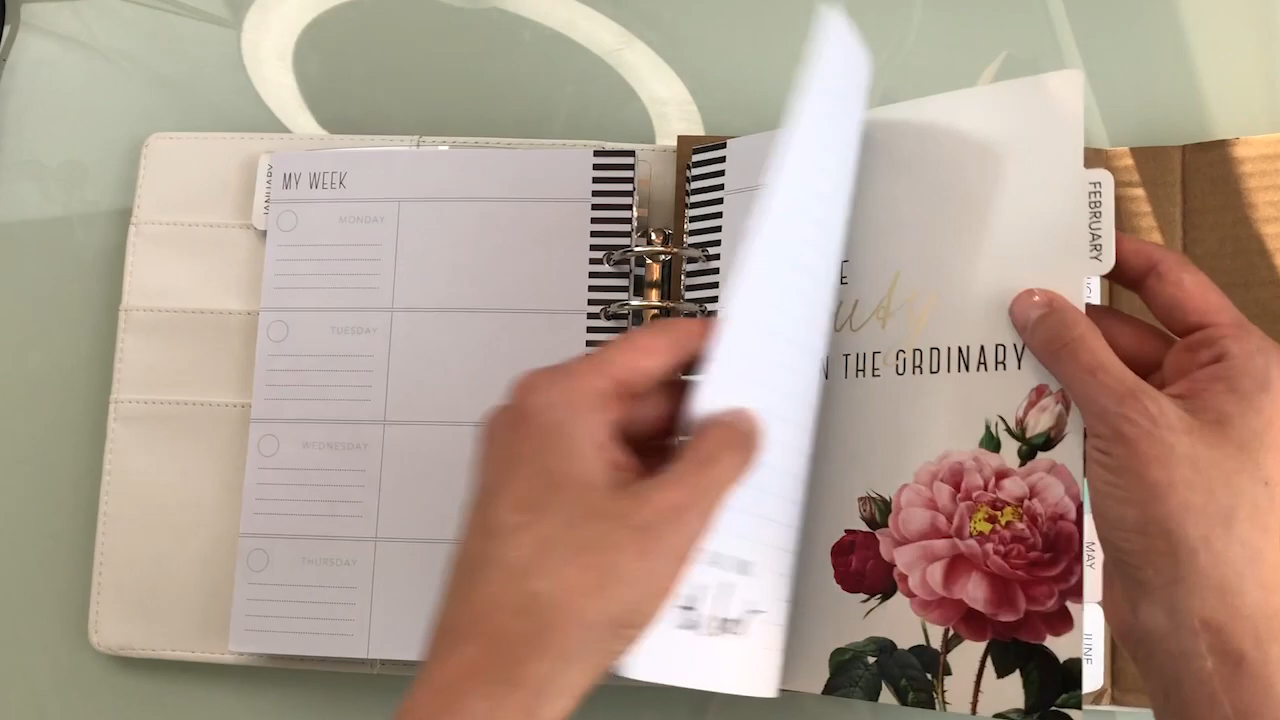 JANUARY
MY WEEK
MONDAY
TUESDAY
WEDNESDAY
THURSDAY
THE ORDINARY
FEBRUARY
MAY
JUNE